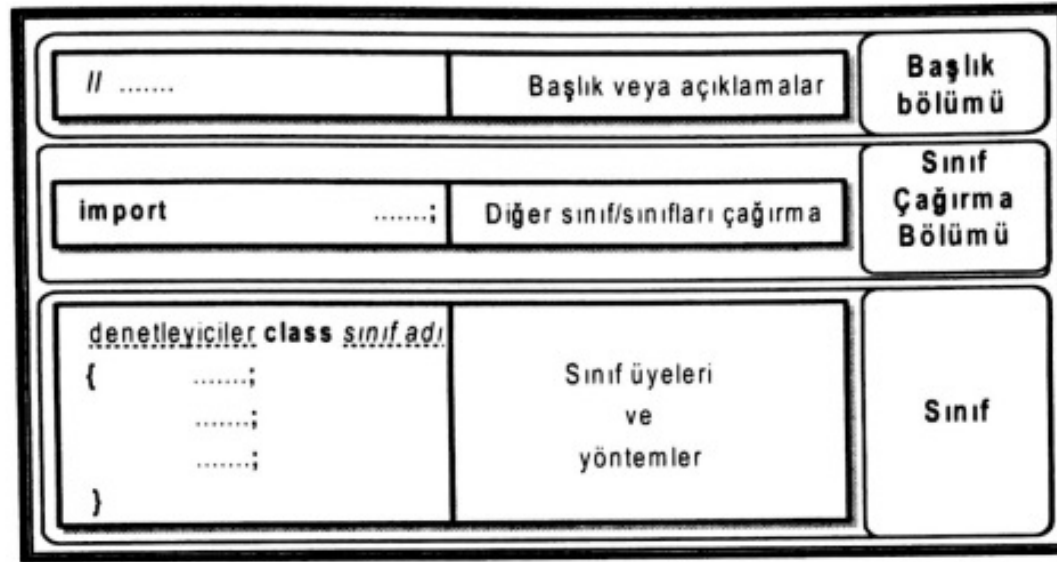 // ....... Başlık veya açıklamalar
Başlık
bölümü
import .......; Diğer sınıf/sınıfları çağırma
Sınıf
Çağırma
Bölümü
denetleyiciler class sınıf adı
{ .......;
.......;
.......;
}
Sınıf üyeleri
ve
yöntemler
Sınıf